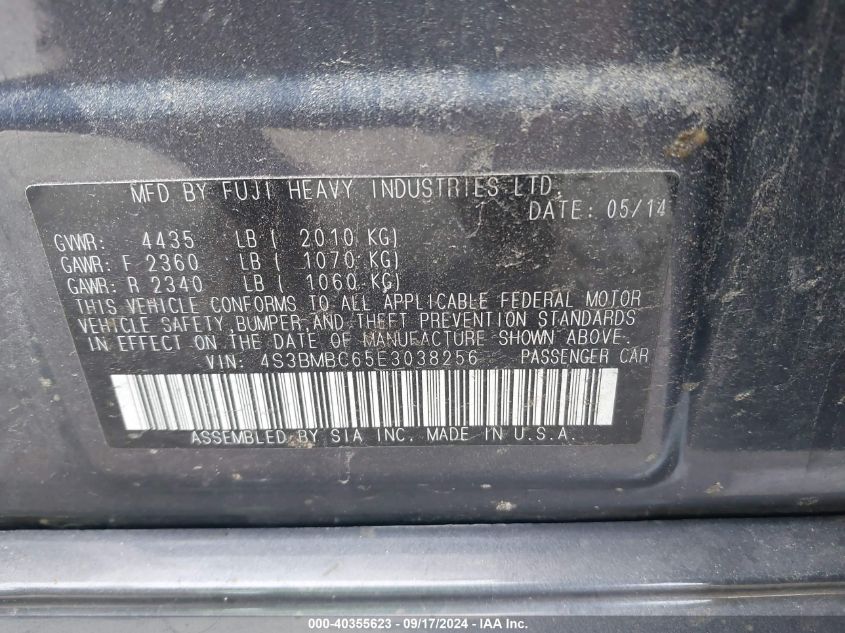 MFD BY FUJI HEAVY INDUSTRIES LTD.
DATE: 05/14
GVWR: 4435 LB ( 2010 KG)
GAWR: F 2360 LB ( 1070 KG)
GAWR: R 2340 LB ( 1060 KG)
THIS VEHICLE CONFORMS TO ALL APPLICABLE FEDERAL MOTOR
VEHICLE SAFETY, BUMPER, AND THEFT PREVENTION STANDARDS
IN EFFECT ON THE DATE OF MANUFACTURE SHOWN ABOVE.
VIN: 4S3BMBC65E3038256 PASSENGER CAR
ASSEMBLED BY SIA INC. MADE IN U.S.A.
000-40355623 - 09/17/2024 - IAA Inc.